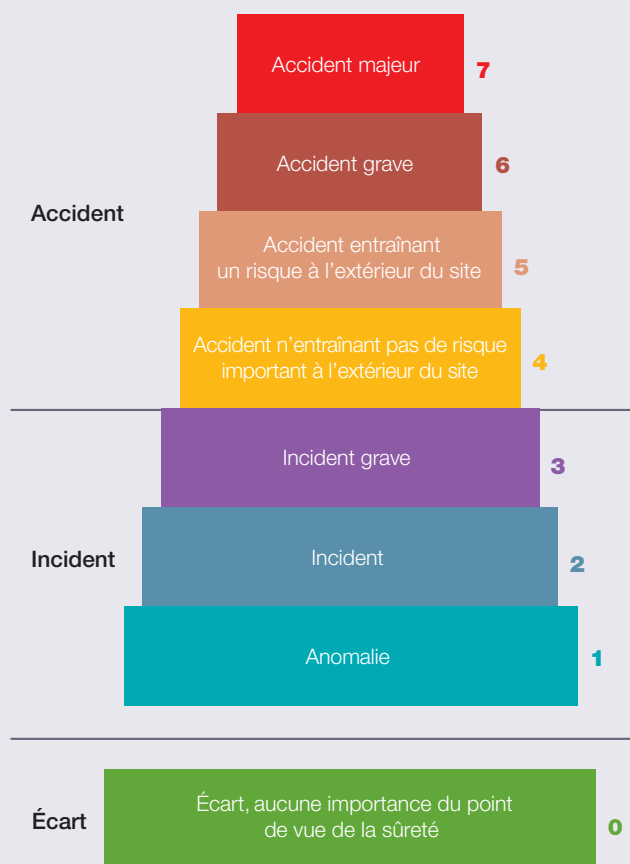 Accident majeur
7
Accident grave
6
Accident
Accident entraînant
un risque à l'extérieur du site
5
Accident n'entraînant pas de risque
important à l'extérieur du site
4
Incident grave
3
Incident
Incident
2
Anomalie
1
Écart
Écart, aucune importance du point
de vue de la sûreté
0